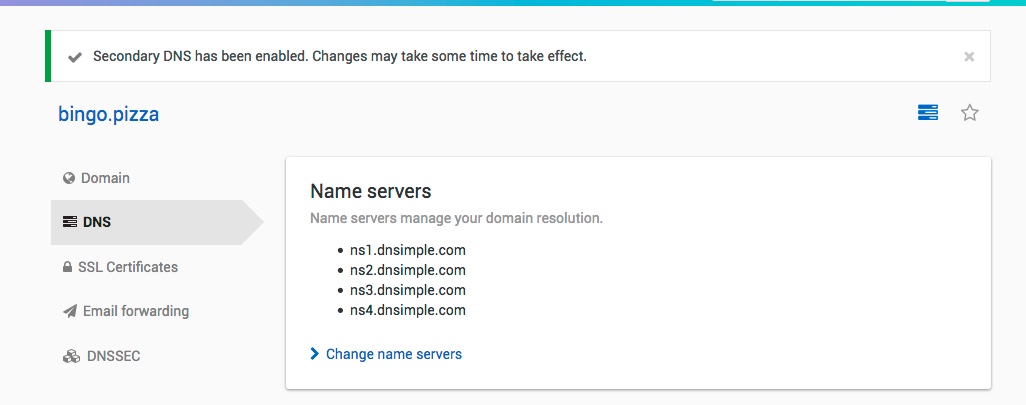 Secondary DNS has been enabled. Changes may take some time to take effect.
bingo.pizza
Domain
DNS
SSL Certificates
Email forwarding
DNSSEC
Name servers
Name servers manage your domain resolution.
ns1.dnsimple.com
ns2.dnsimple.com
ns3.dnsimple.com
ns4.dnsimple.com
Change name servers